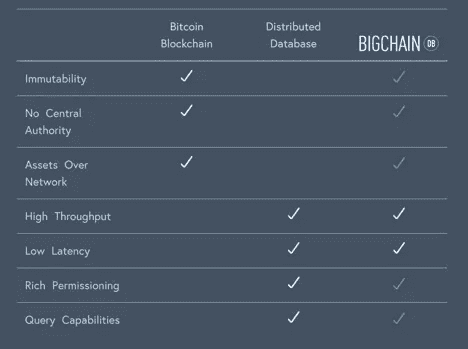 Bitcoin
Blockchain
Distributed
Database
BIGCHAIN DB
Immutability ✓ ✓
No Central
Authority ✓ ✓
Assets Over
Network ✓ ✓
High Throughput ✓ ✓
Low Latency ✓ ✓
Rich Permissioning ✓ ✓
Query Capabilities ✓ ✓